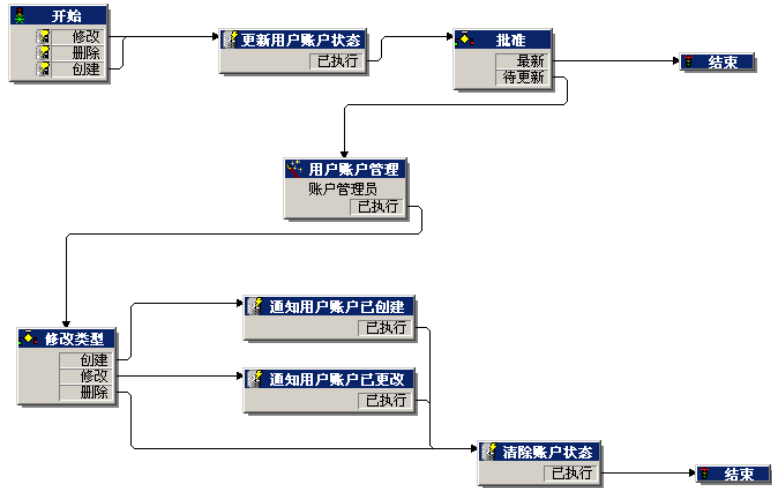 开始
修改
删除
创建
更新用户账户状态
已执行
批准
最新
待更新
结束
用户账户管理
账户管理员
已执行
通知用户账户已创建
已执行
修改类型
创建
修改
删除
通知用户账户已更改
已执行
清除账户状态
已执行
结束